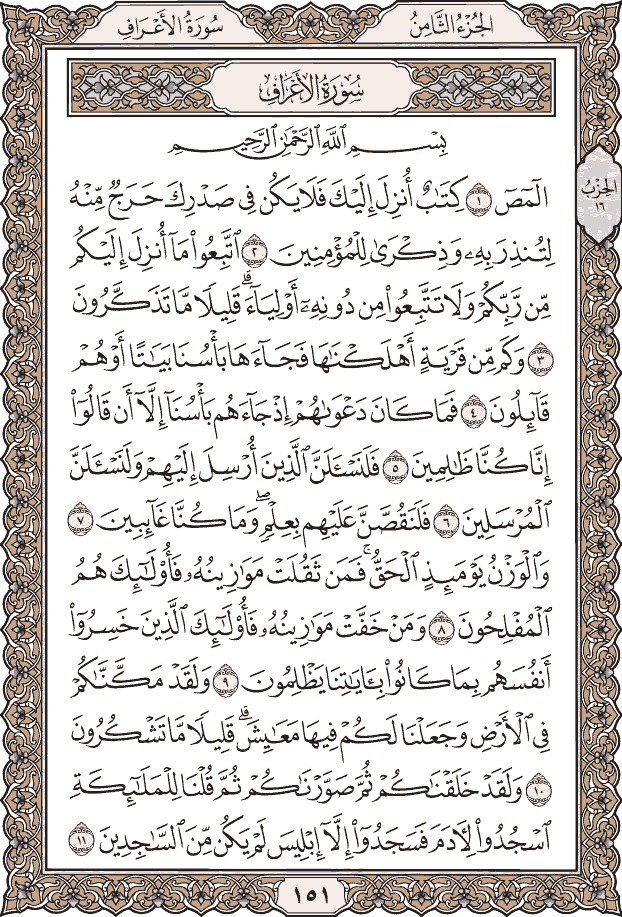 الجُزْءُ الثَّامِنُ
سُورَةُ الأَعْرَافِ
سُورَةُ الأَعْرَافِ
بِسْمِ اللَّهِ الرَّحْمَٰنِ الرَّحِيمِ
الحِزْبُ
١٦
الٓمٓصٓ ١ كِتَٰبٌ أُنزِلَ إِلَيْكَ فَلَا يَكُن فِى صَدْرِكَ حَرَجٌ مِّنْهُ
لِتُنذِرَ بِهِۦ وَذِكْرَىٰ لِلْمُؤْمِنِينَ ٢ ٱتَّبِعُوا۟ مَآ أُنزِلَ إِلَيْكُم
مِّن رَّبِّكُمْ وَلَا تَتَّبِعُوا۟ مِن دُونِهِۦٓ أَوْلِيَآءَ ۗ قَلِيلًا مَّا تَذَكَّرُونَ
٣ وَكَم مِّن قَرْيَةٍ أَهْلَكْنَٰهَا فَجَآءَهَا بَأْسُنَا بَيَٰتًا أَوْ هُمْ
قَآئِلُونَ ٤ فَمَا كَانَ دَعْوَىٰهُمْ إِذْ جَآءَهُم بَأْسُنَآ إِلَّآ أَن قَالُوٓا۟
إِنَّا كُنَّا ظَٰلِمِينَ ٥ فَلَنَسْـَٔلَنَّ ٱلَّذِينَ أُرْسِلَ إِلَيْهِمْ وَلَنَسْـَٔلَنَّ
ٱلْمُرْسَلِينَ ٦ فَلَنَقُصَّنَّ عَلَيْهِم بِعِلْمٍ ۖ وَمَا كُنَّا غَآئِبِينَ ٧
وَٱلْوَزْنُ يَوْمَئِذٍ ٱلْحَقُّ ۚ فَمَن ثَقُلَتْ مَوَٰزِينُهُۥ فَأُو۟لَٰٓئِكَ هُمُ
ٱلْمُفْلِحُونَ ٨ وَمَنْ خَفَّتْ مَوَٰزِينُهُۥ فَأُو۟لَٰٓئِكَ ٱلَّذِينَ خَسِرُوٓا۟
أَنفُسَهُم بِمَا كَانُوا۟ بِـَٔايَٰتِنَا يَظْلِمُونَ ٩ وَلَقَدْ مَكَّنَّٰكُمْ
فِى ٱلْأَرْضِ وَجَعَلْنَا لَكُمْ فِيهَا مَعَٰيِشَ ۗ قَلِيلًا مَّا تَشْكُرُونَ
١٠ وَلَقَدْ خَلَقْنَٰكُمْ ثُمَّ صَوَّرْنَٰكُمْ ثُمَّ قُلْنَا لِلْمَلَٰٓئِكَةِ
ٱسْجُدُوا۟ لِـَٔادَمَ فَسَجَدُوٓا۟ إِلَّآ إِبْلِيسَ لَمْ يَكُن مِّنَ ٱلسَّٰجِدِينَ ١١
١٥١